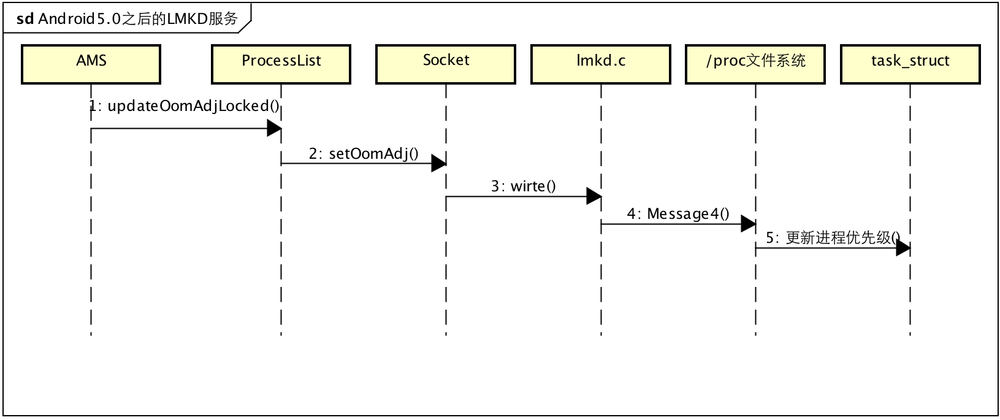 sd Android5.0之后的LMKD服务
AMS
ProcessList
Socket
lmkd.c
/proc文件系统
task_struct
1: updateOomAdjLocked()
2: setOomAdj()
3: wirte()
4: Message4()
5: 更新进程优先级()